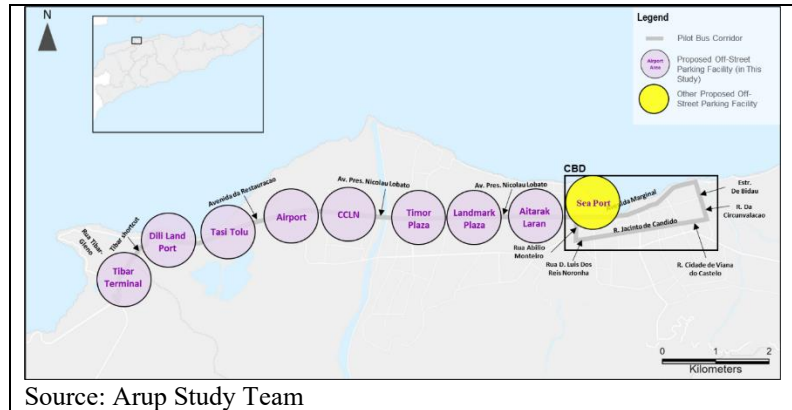 N
Legend
Pilot Bus Corridor
Airport
Area
Proposed Off-Street
Parking Facility (in This
Study)
Other Proposed Off-
Street Parking Facility
CBD
Av. Pres. Nicolau Lobato
Av. Pres. Nicolau Lobato
Avenida da Restauracao
Estr.
De Bidau
Sea Port
Marginal
R. Da
Circunvalacao
Airport
CCLN
Timor
Plaza
Landmark
Plaza
Aitarak
Laran
Tasi Tolu
Dili Land
Port
Tibar shortcut
Rua Tibar-
Gleno
Tibar
Terminal
R. Jacinto de Candido
Rua Abilio
Monteiro
Rua D. Luis Dos
Reis Noronha
R. Cidade de Viana
do Castelo
0 1 2
Kilometers
Source: Arup Study Team